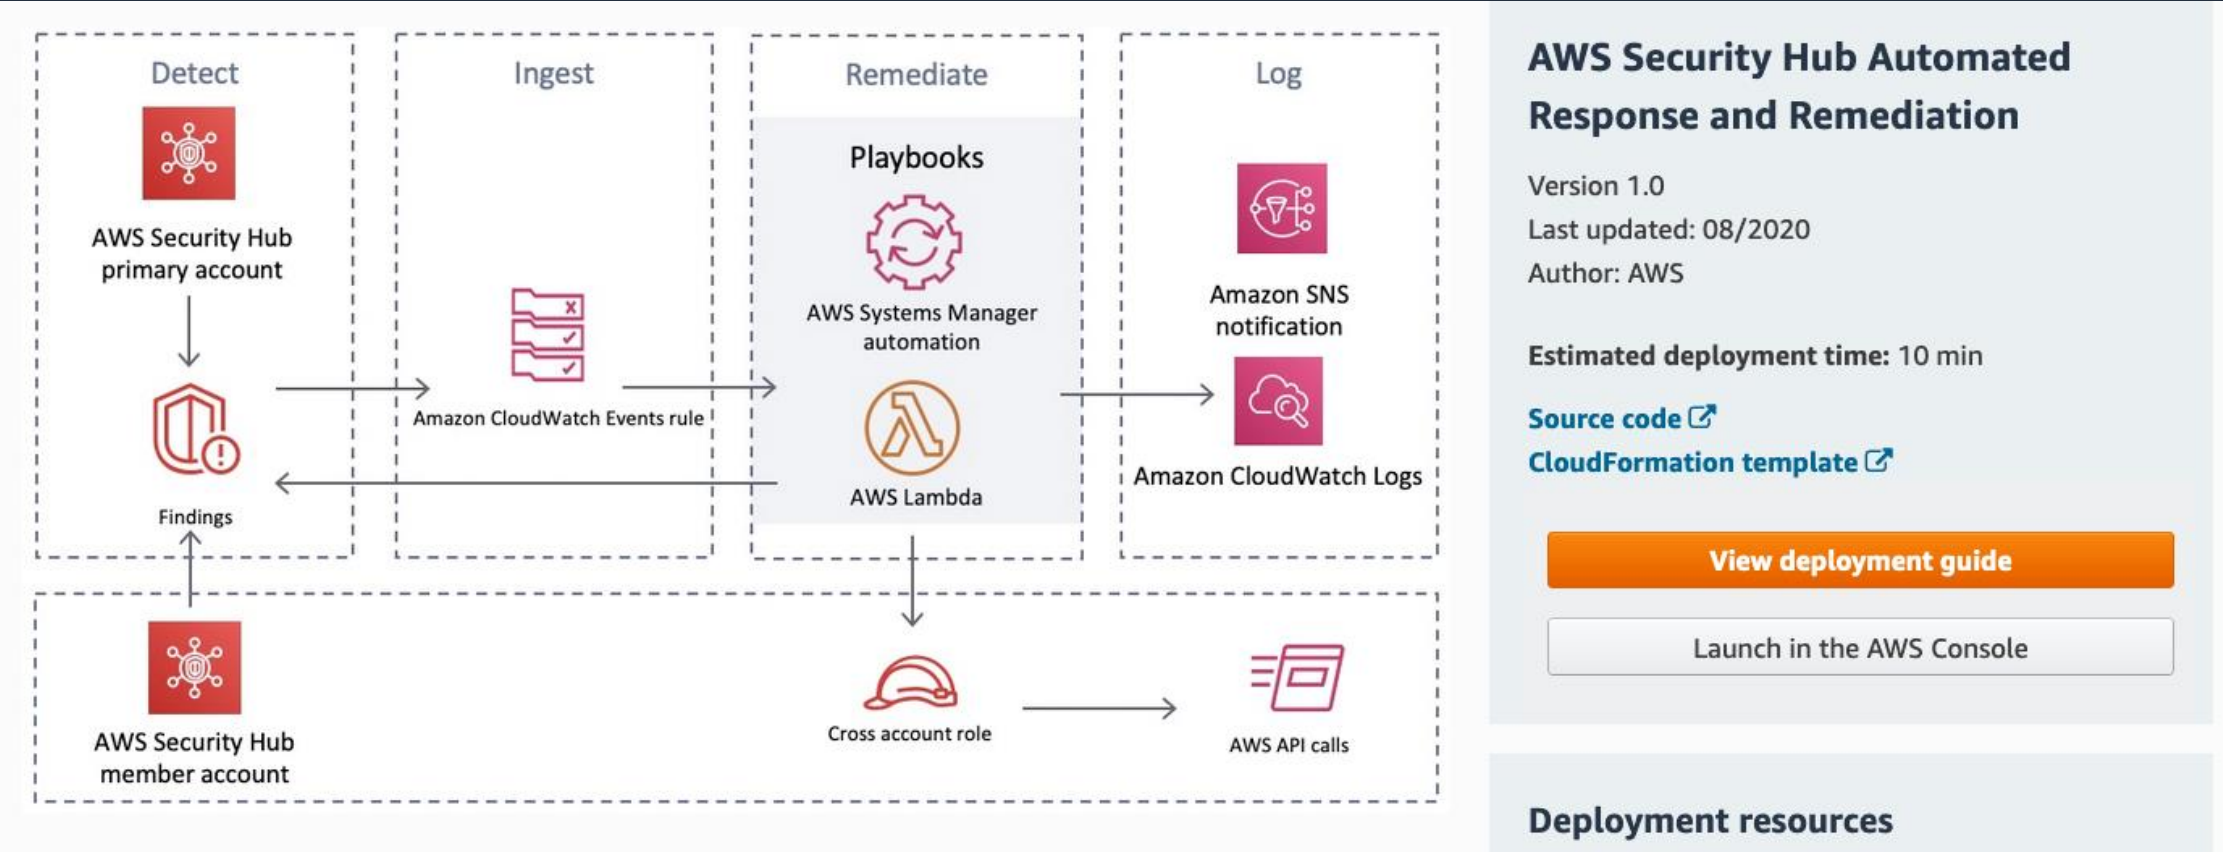 Detect
AWS Security Hub
primary account
Findings
Ingest
Amazon CloudWatch Events rule
Remediate
Playbooks
AWS Systems Manager
automation
AWS Lambda
Log
Amazon SNS
notification
Amazon CloudWatch Logs
AWS Security Hub
member account
Cross account role
AWS API calls
AWS Security Hub Automated
Response and Remediation
Version 1.0
Last updated: 08/2020
Author: AWS
Estimated deployment time: 10 min
Source code
CloudFormation template
View deployment guide
Launch in the AWS Console
Deployment resources